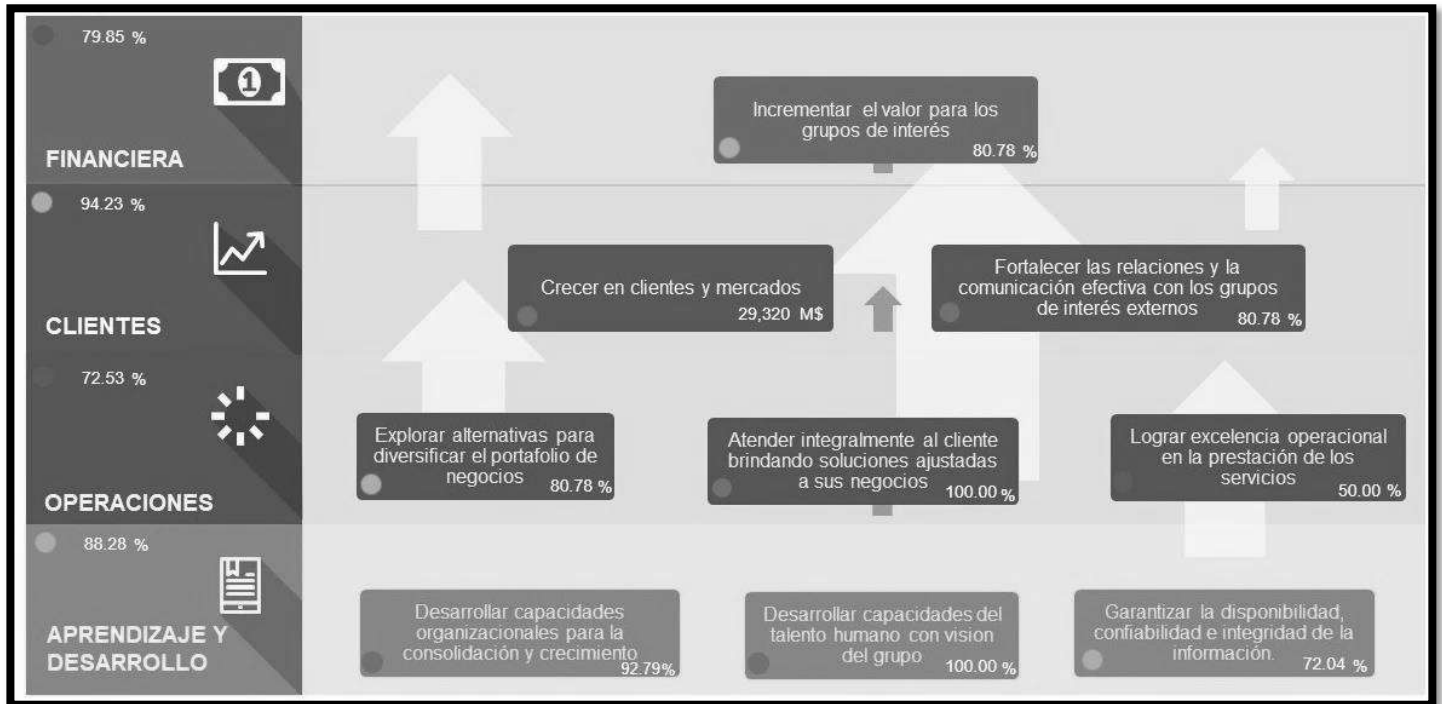 79.85 %
1
FINANCIERA
Incrementar el valor para los
grupos de interés
80.78 %
94.23 %
CLIENTES
Crecer en clientes y mercados
29,320 M$
Fortalecer las relaciones y la
comunicación efectiva con los grupos
de interés externos
80.78 %
72.53 %
OPERACIONES
Explorar alternativas para
diversificar el portafolio de
negocios
80.78 %
Atender integralmente al cliente
brindando soluciones ajustadas
a sus negocios
100.00 %
Lograr excelencia operacional
en la prestación de los
servicios
50.00 %
88.28 %
APRENDIZAJE Y
DESARROLLO
Desarrollar capacidades
organizacionales para la
consolidación y crecimiento
92.79%
Desarrollar capacidades del
talento humano con vision
del grupo
100.00 %
Garantizar la disponibilidad,
confiabilidad e integridad de la
información.
72.04 %